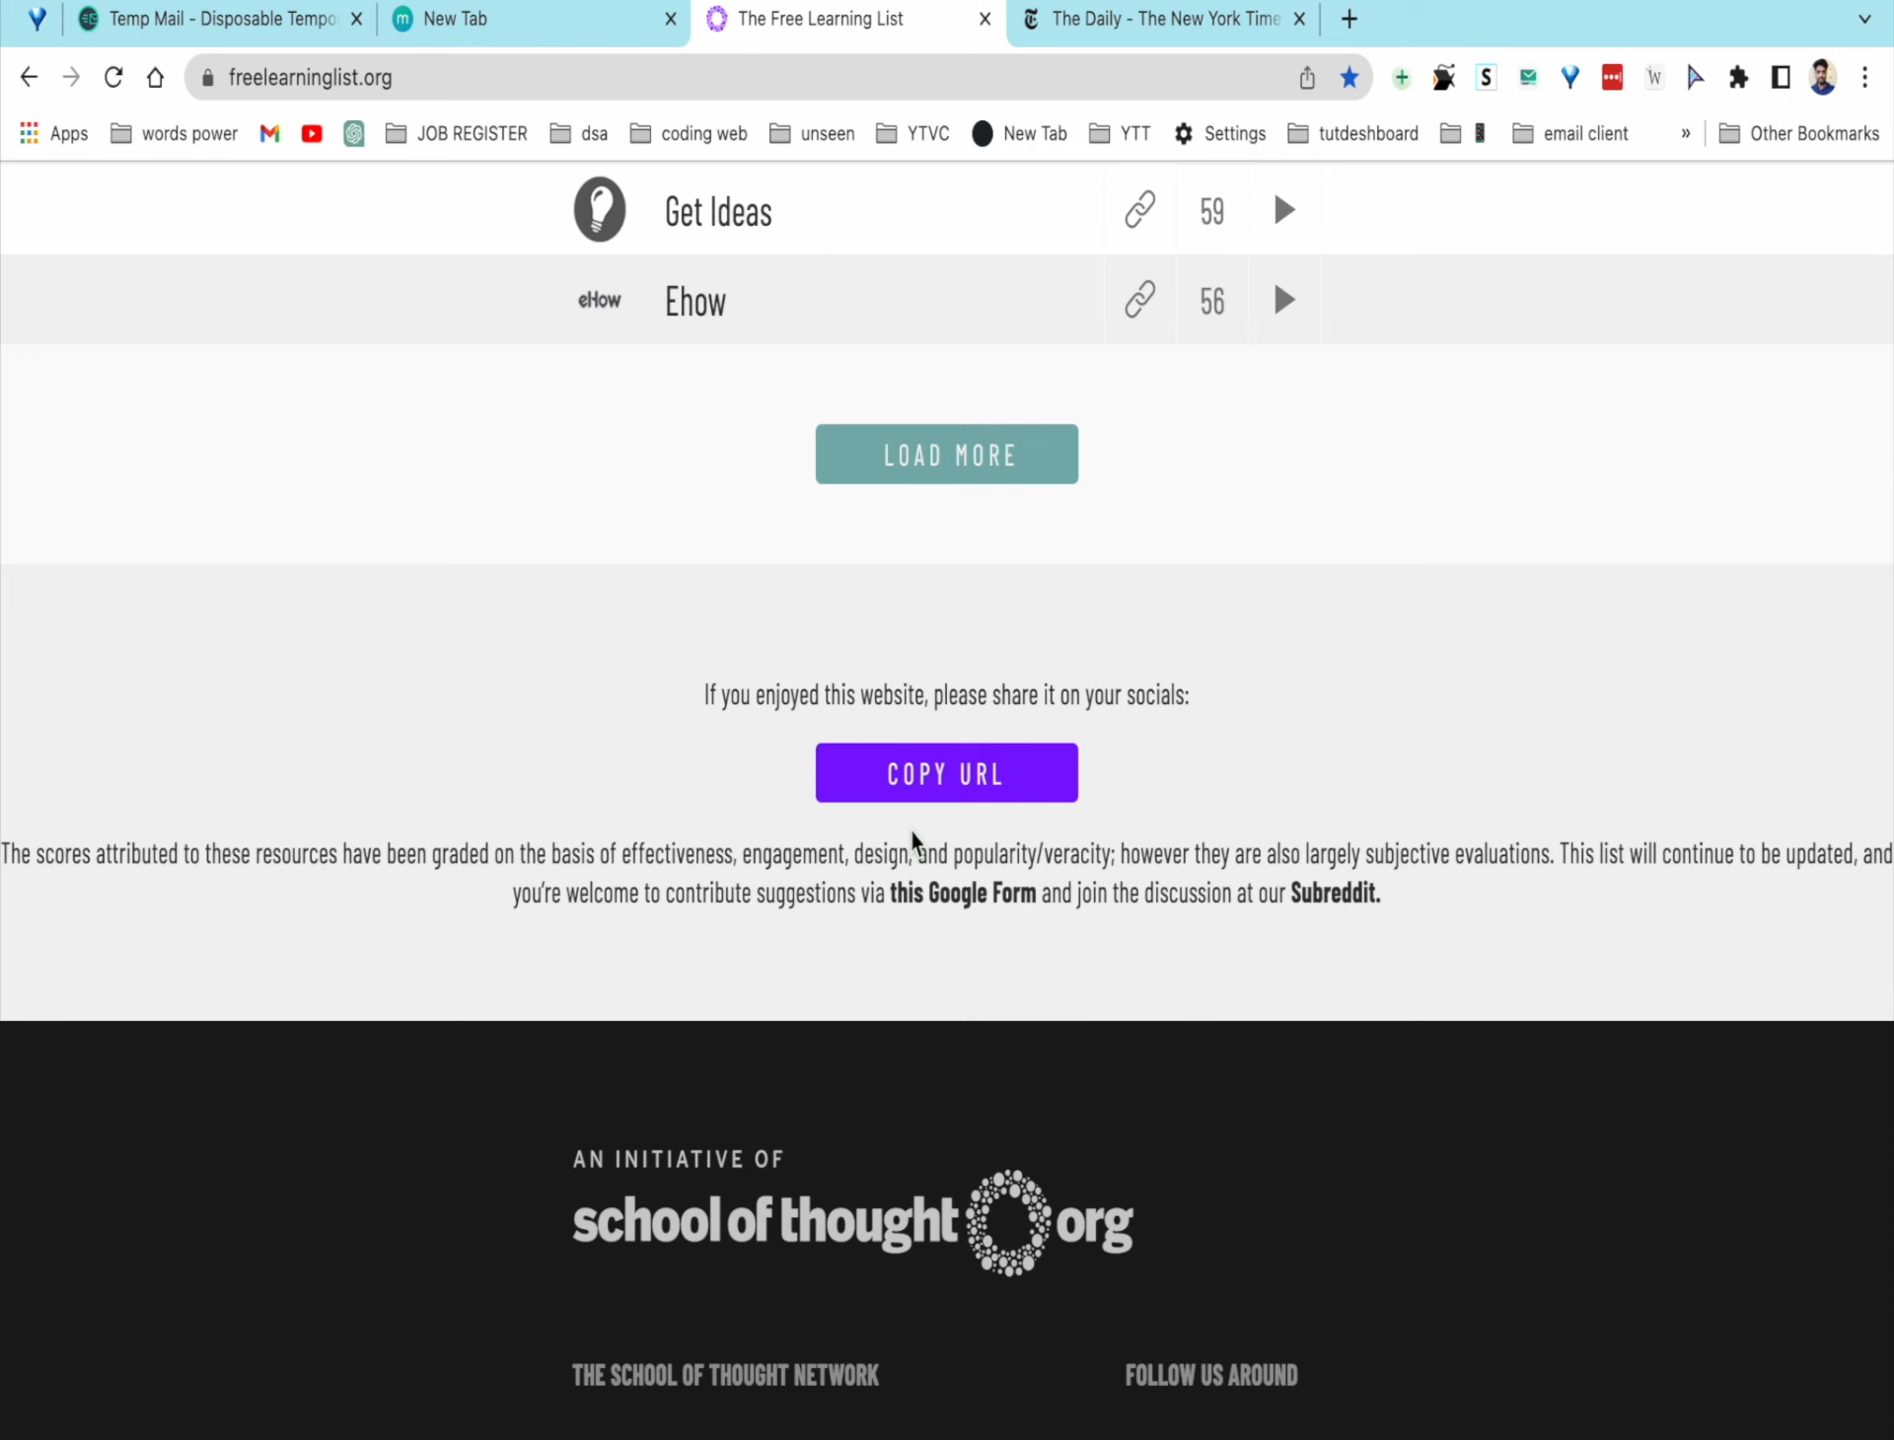 Temp Mail - Disposable Tempo
New Tab
The Free Learning List
The Daily - The New York Time
freelearninglist.org
S
W
Apps
words power
JOB REGISTER
dsa
coding web
unseen
YTVC
New Tab
YTT
Settings
tutdeshboard
email client
»
Other Bookmarks
Get Ideas 59
eHow Ehow 56
LOAD MORE
If you enjoyed this website, please share it on your socials:
COPY URL
The scores attributed to these resources have been graded on the basis of effectiveness, engagement, design, and popularity/veracity; however they are also largely subjective evaluations. This list will continue to be updated, and
you're welcome to contribute suggestions via this Google Form and join the discussion at our Subreddit.
AN INITIATIVE OF
school of thought org
THE SCHOOL OF THOUGHT NETWORK
FOLLOW US AROUND